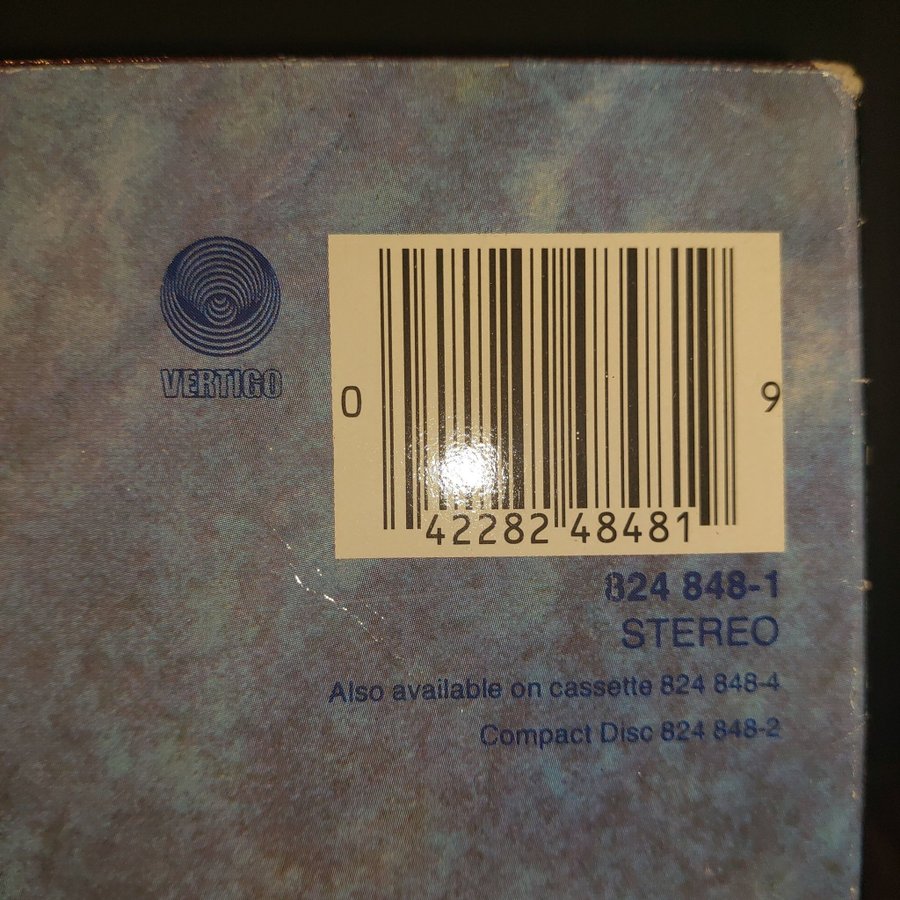 VERTIGO
0 42282 48481 9
824 848-1
STEREO
Also available on cassette 824 848-4
Compact Disc 824 848-2